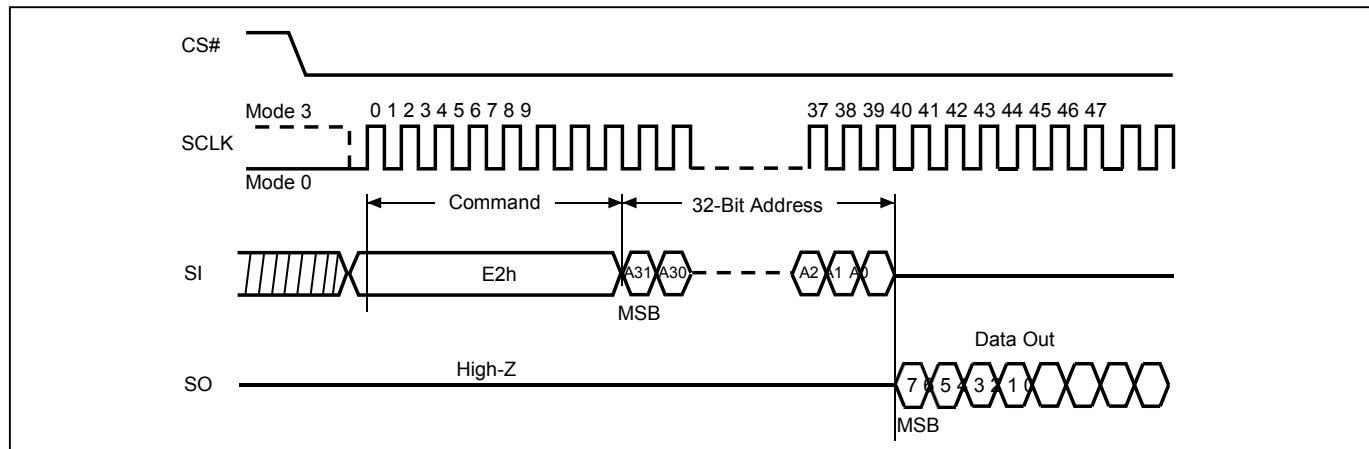 CS#
Mode 3
0 1 2 3 4 5 6 7 8 9
37 38 39 40 41 42 43 44 45 46 47
SCLK
Mode 0
Command
32-Bit Address
SI
E2h
A31
A30
A2
A1
A0
MSB
Data Out
High-Z
SO
7 6 5 4 3 2 1 0
MSB